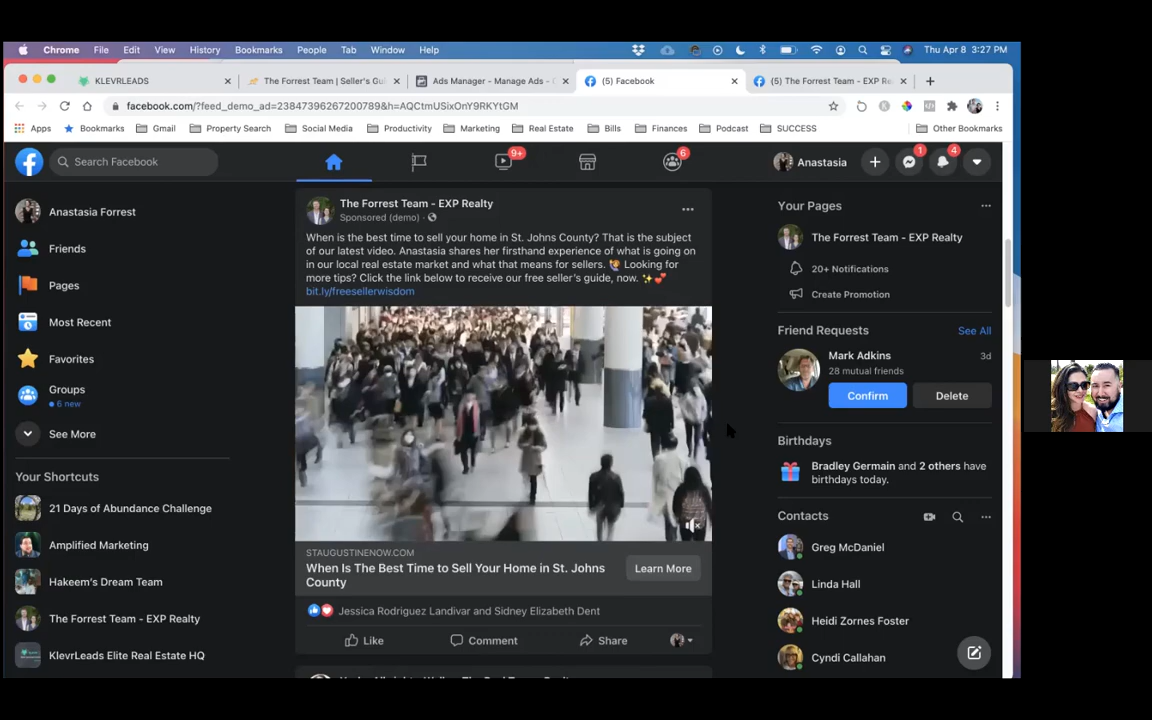 Chrome File Edit View History Bookmarks People Tab Window Help Thu Apr 8 3:27 PM
KLEVRLEADS
The Forrest Team | Seller's Gui
Ads Manager - Manage Ads -
(5) Facebook
(5) The Forrest Team - EXP Re
facebook.com/?feed_demo_ad=23847396267200789&h=AQCtmUSixOnY9RKYtGM
Apps Bookmarks Gmail Property Search Social Media Productivity Marketing Real Estate Bills Finances Podcast SUCCESS Other Bookmarks
Search Facebook
9+
6
Anastasia
1
4
Anastasia Forrest
Friends
Pages
Most Recent
Favorites
Groups
6 new
See More
Your Shortcuts
21 Days of Abundance Challenge
Amplified Marketing
Hakeem's Dream Team
The Forrest Team - EXP Realty
KlevrLeads Elite Real Estate HQ
The Forrest Team - EXP Realty
Sponsored (demo) ·
When is the best time to sell your home in St. Johns County? That is the subject
of our latest video. Anastasia shares her firsthand experience of what is going on
in our local real estate market and what that means for sellers. 🙋 Looking for
more tips? Click the link below to receive our free seller's guide, now. ✨💕
bit.ly/freesellerwisdom
STAUGUSTINENOW.COM
When Is The Best Time to Sell Your Home in St. Johns
County
Learn More
Jessica Rodriguez Landivar and Sidney Elizabeth Dent
Like Comment Share
Your Pages
The Forrest Team - EXP Realty
20+ Notifications
Create Promotion
Friend Requests See All
Mark Adkins 3d
28 mutual friends
Confirm Delete
Birthdays
Bradley Germain and 2 others have
birthdays today.
Contacts
Greg McDaniel
Linda Hall
Heidi Zornes Foster
Cyndi Callahan